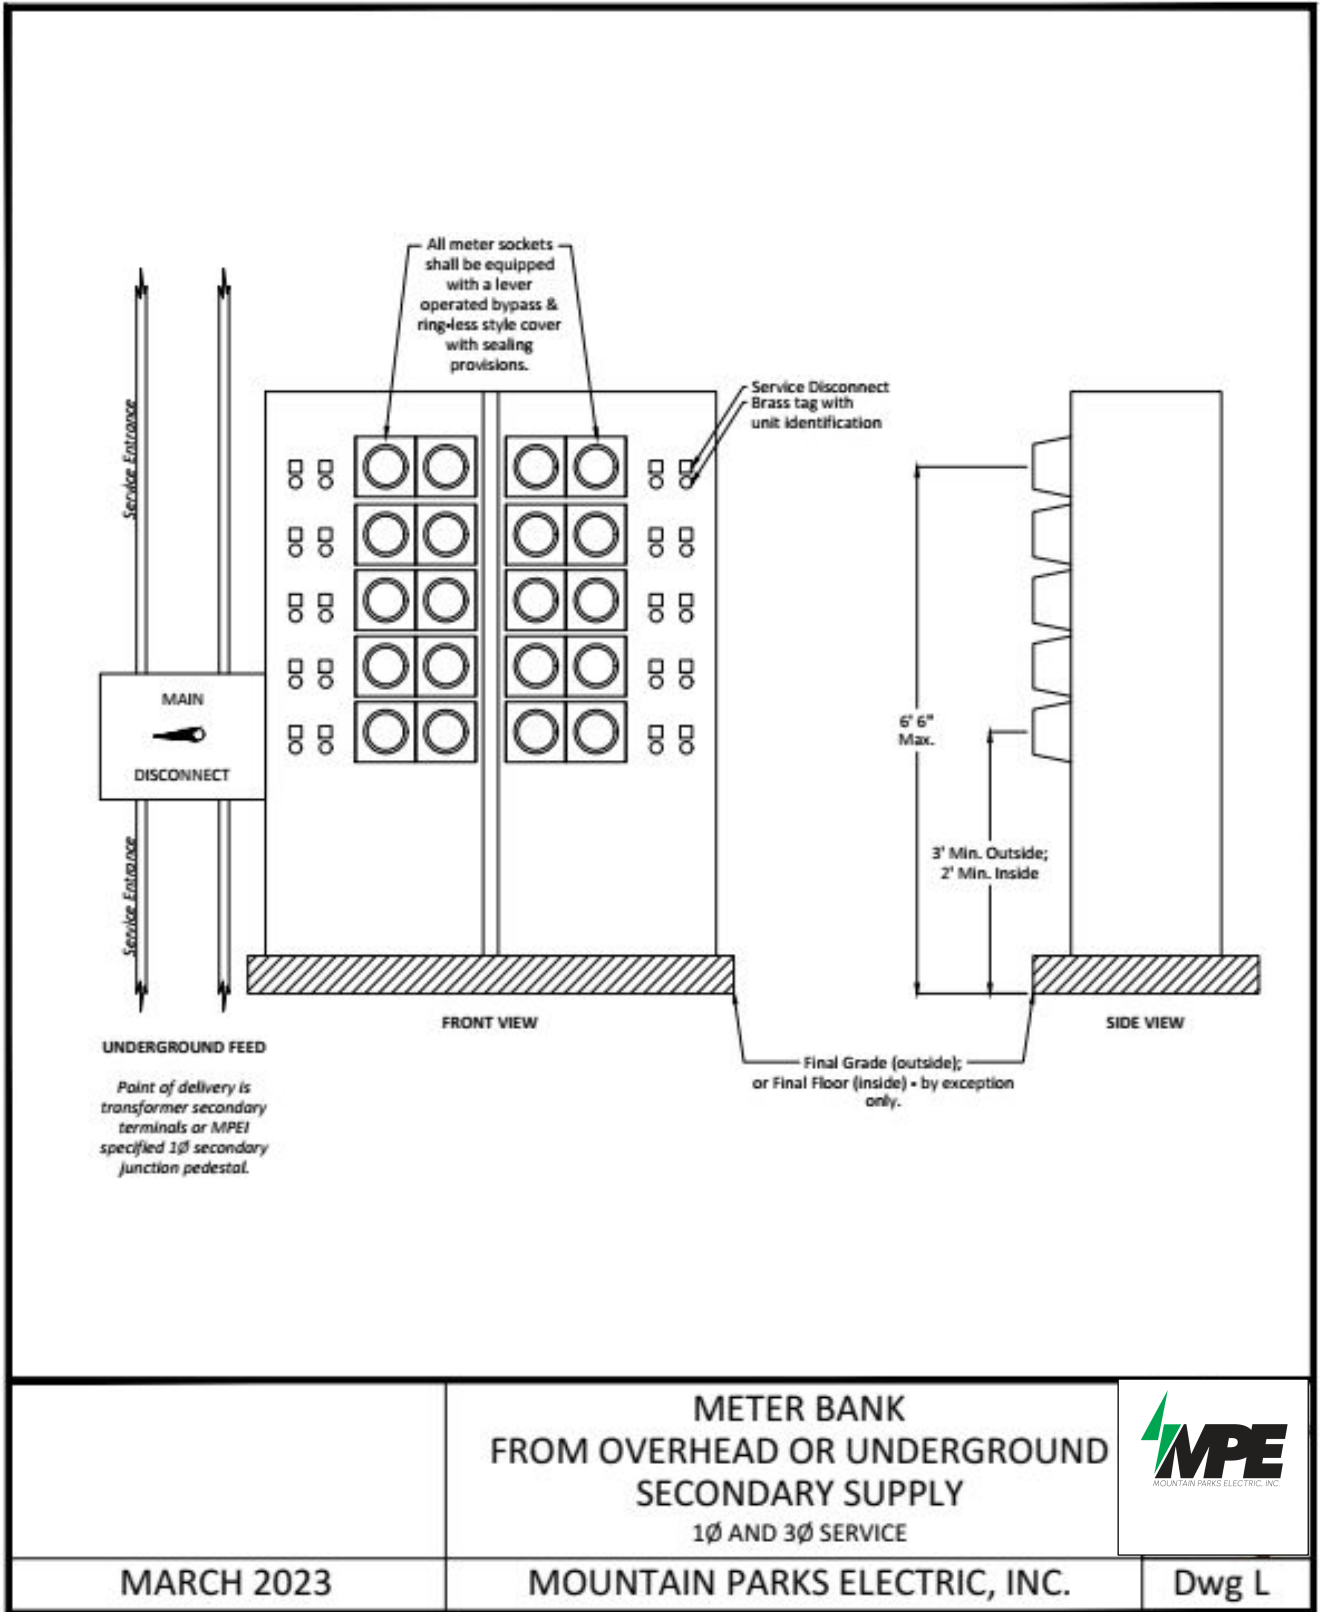 All meter sockets
shall be equipped
with a lever
operated bypass &
ring-less style cover
with sealing
provisions.
Service Disconnect
Brass tag with
unit identification
Service Entrance
MAIN
DISCONNECT
Service Entrance
6' 6"
Max.
3' Min. Outside;
2' Min. Inside
FRONT VIEW
SIDE VIEW
UNDERGROUND FEED
Point of delivery is
transformer secondary
terminals or MPEI
specified 1Ø secondary
junction pedestal.
Final Grade (outside);
or Final Floor (inside) - by exception
only.
METER BANK
FROM OVERHEAD OR UNDERGROUND
SECONDARY SUPPLY
1Ø AND 3Ø SERVICE
MPE
MOUNTAIN PARKS ELECTRIC, INC.
MARCH 2023
MOUNTAIN PARKS ELECTRIC, INC.
Dwg L